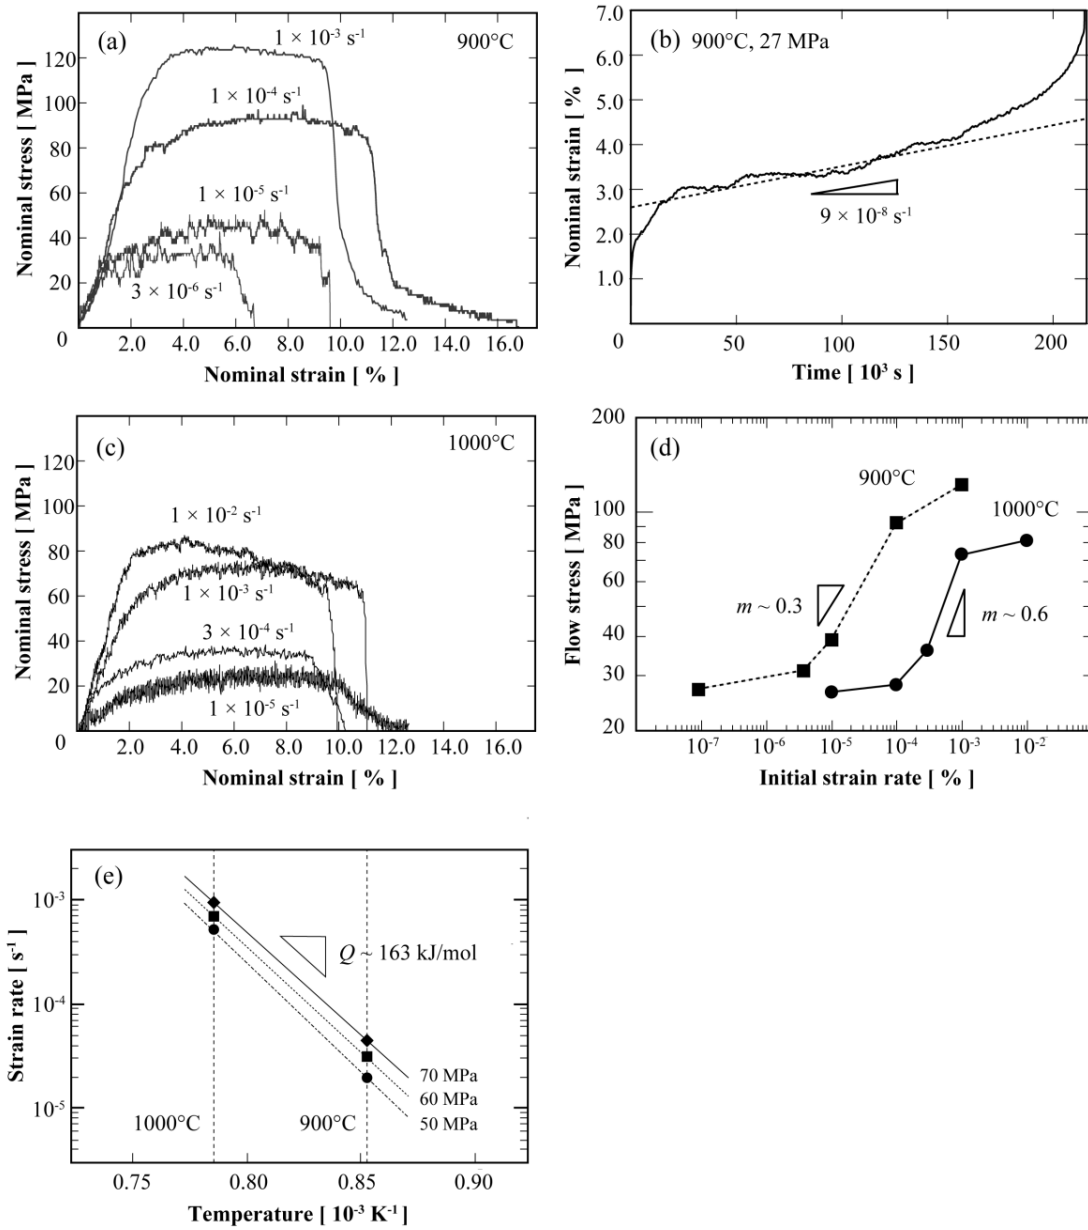 (a)
900°C
1 × 10⁻³ s⁻¹
1 × 10⁻⁴ s⁻¹
1 × 10⁻⁵ s⁻¹
3 × 10⁻⁶ s⁻¹
Nominal stress [ MPa]
120
100
80
60
40
20
0
2.0 4.0 6.0 8.0 10.0 12.0 14.0 16.0
Nominal strain [ % ]
(b)
900°C, 27 MPa
9 × 10⁻⁸ s⁻¹
Nominal strain [ % ]
7.0
6.0
5.0
4.0
3.0
2.0
1.0
0
50 100 150 200
Time [ 10³ s ]
(c)
1000°C
1 × 10⁻² s⁻¹
1 × 10⁻³ s⁻¹
3 × 10⁻⁴ s⁻¹
1 × 10⁻⁵ s⁻¹
Nominal stress [MPa ]
120
100
80
60
40
20
0
2.0 4.0 6.0 8.0 10.0 12.0 14.0 16.0
Nominal strain [ % ]
(d)
900°C
1000°C
m ~ 0.3
m ~ 0.6
Flow stress [ MPa]
200
100
80
60
40
30
20
10⁻⁷ 10⁻⁶ 10⁻⁵ 10⁻⁴ 10⁻³ 10⁻²
Initial strain rate [ % ]
(e)
Q ~ 163 kJ/mol
70 MPa
60 MPa
50 MPa
1000°C
900°C
Strain rate [ s⁻¹ ]
10⁻³
10⁻⁴
10⁻⁵
0.75 0.80 0.85 0.90
Temperature [ 10⁻³ K⁻¹ ]